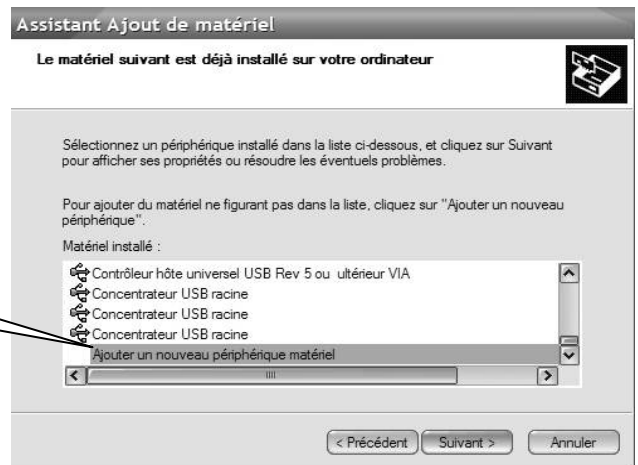 Assistant Ajout de matériel
Le matériel suivant est déjà installé sur votre ordinateur
Sélectionnez un périphérique installé dans la liste ci-dessous, et cliquez sur Suivant
pour afficher ses propriétés ou résoudre les éventuels problèmes.
Pour ajouter du matériel ne figurant pas dans la liste, cliquez sur "Ajouter un nouveau
périphérique".
Matériel installé :
Contrôleur hôte universel USB Rev 5 ou ultérieur VIA
Concentrateur USB racine
Concentrateur USB racine
Concentrateur USB racine
Ajouter un nouveau périphérique matériel
< Précédent Suivant > Annuler